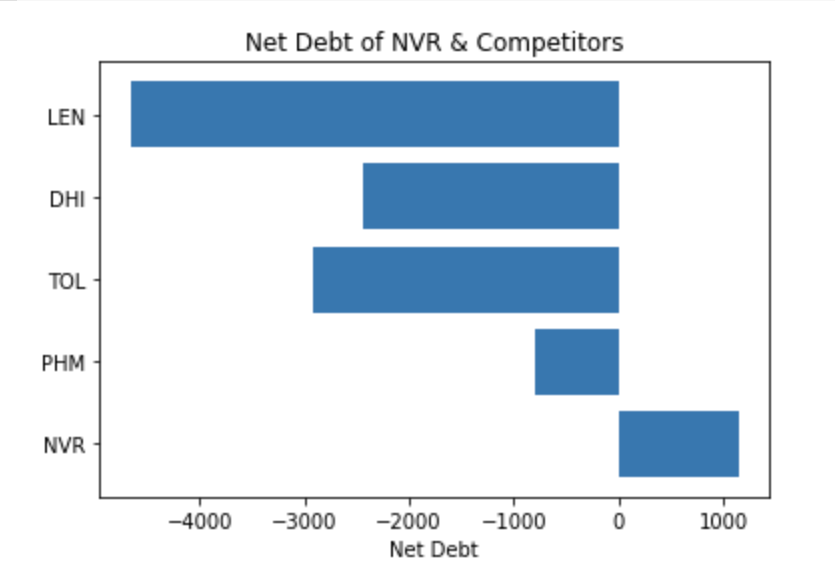 Net Debt of NVR & Competitors
LEN
DHI
TOL
PHM
NVR
−4000 −3000 −2000 −1000 0 1000
Net Debt